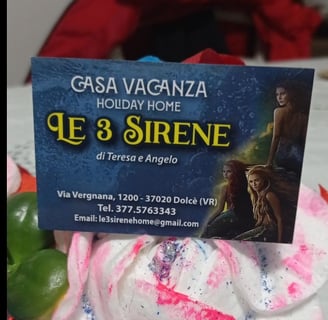 CASA VACANZA
HOLIDAY HOME
LE 3 SIRENE
di Teresa e Angelo
Via Vergnana, 1200 - 37020 Dolcè (VR)
Tel. 377.5763343
Email: le3sirenehome@gmail.com